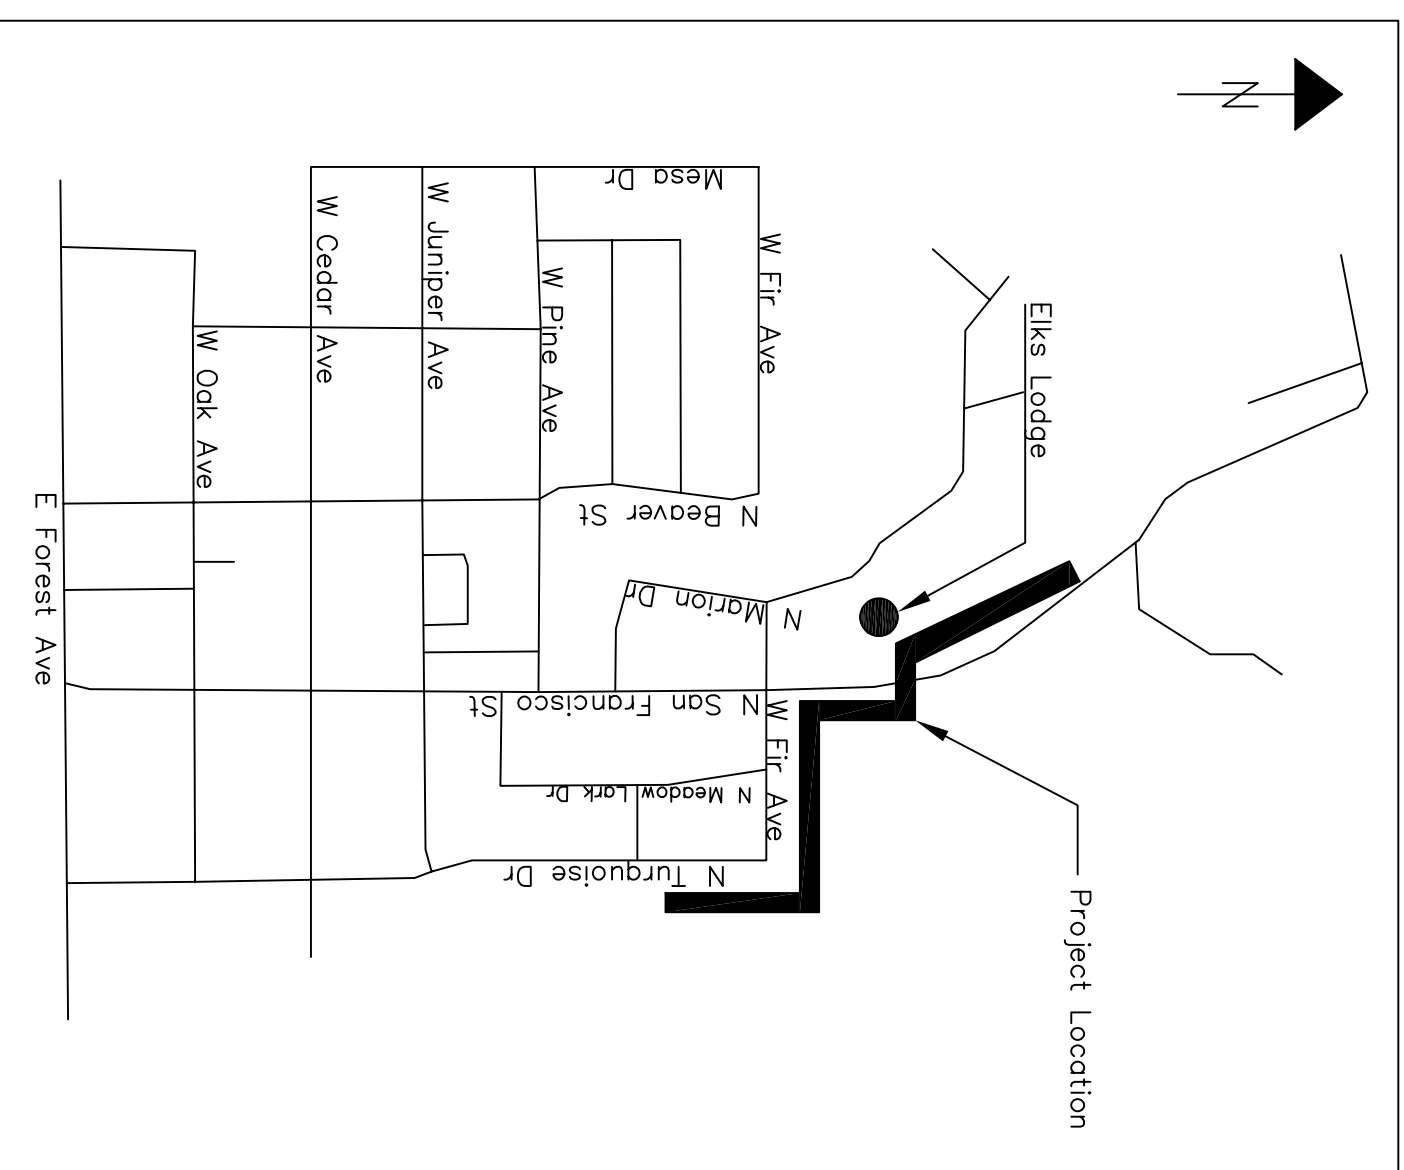 N
Mesa Dr
W Fir Ave
Elks Lodge
W Cedar Ave
W Juniper Ave
W Pine Ave
W Oak Ave
E Forest Ave
N Beaver St
N Marion Dr
N San Francisco St
W Fir Ave
N Meadow Lark Dr
N Turquoise Dr
Project Location